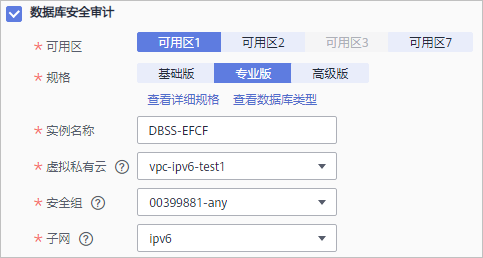 数据库安全审计
* 可用区 可用区1 可用区2 可用区3 可用区7
* 规格 基础版 专业版 高级版
查看详细规格 查看数据库类型
* 实例名称 DBSS-EFCF
* 虚拟私有云 ? vpc-ipv6-test1
* 安全组 ? 00399881-any
* 子网 ? ipv6